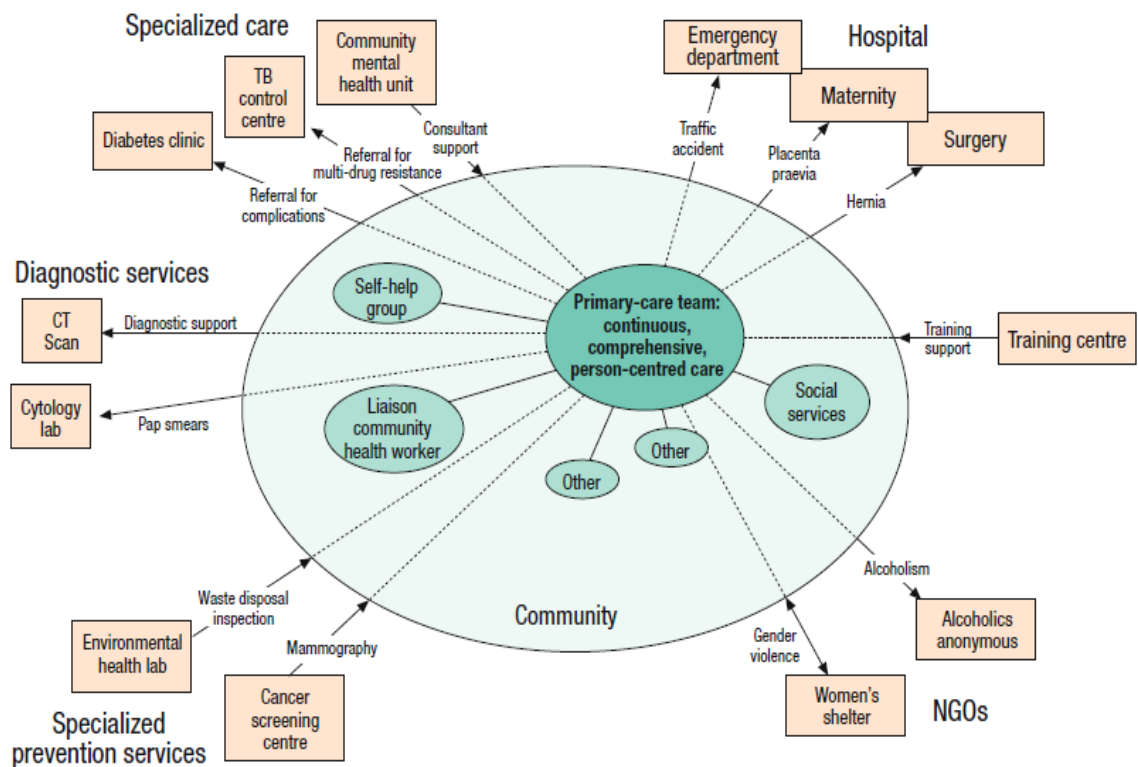 Specialized care
Community
mental
health unit
TB
control
centre
Diabetes clinic
Consultant
support
Referral for
multi-drug resistance
Referral for
complications
Emergency
department
Hospital
Maternity
Surgery
Traffic
accident
Placenta
praevia
Hernia
Diagnostic services
CT
Scan
Diagnostic support
Cytology
lab
Pap smears
Self-help
group
Primary-care team:
continuous,
comprehensive,
person-centred care
Training
support
Training centre
Liaison
community
health worker
Social
services
Other
Other
Community
Waste disposal
inspection
Environmental
health lab
Mammography
Cancer
screening
centre
Specialized
prevention services
Alcoholism
Alcoholics
anonymous
Gender
violence
Women's
shelter
NGOs